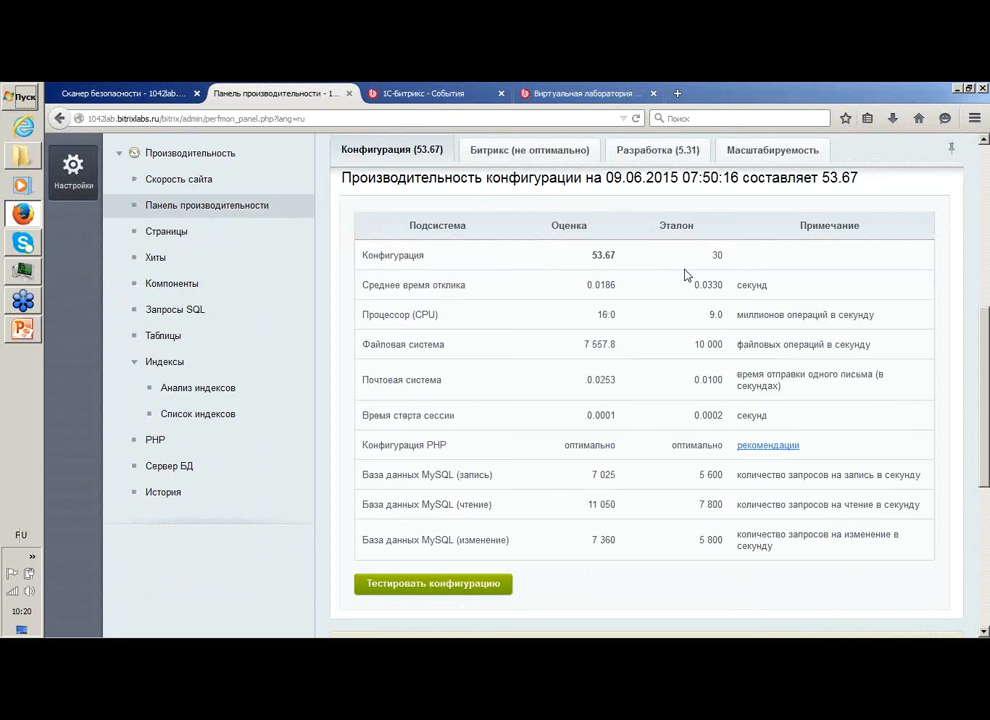 Пуск
Сканер безопасности - 1042lab....
Панель производительности - 1...
1С-Битрикс - События
Виртуальная лаборатория ...
1042lab.bitrixlabs.ru/bitrix/admin/perfmon_panel.php?lang=ru
Поиск
Настройки
Производительность
Скорость сайта
Панель производительности
Страницы
Хиты
Компоненты
Запросы SQL
Таблицы
Индексы
Анализ индексов
Список индексов
PHP
Сервер БД
История
Конфигурация (53.67)
Битрикс (не оптимально)
Разработка (5.31)
Масштабируемость
Производительность конфигурации на 09.06.2015 07:50:16 составляет 53.67
Подсистема Оценка Эталон Примечание
Конфигурация 53.67 30
Среднее время отклика 0.0186 0.0330 секунд
Процессор (CPU) 16.0 9.0 миллионов операций в секунду
Файловая система 7 557.8 10 000 файловых операций в секунду
Почтовая система 0.0253 0.0100 время отправки одного письма (в
секундах)
Время старта сессии 0.0001 0.0002 секунд
Конфигурация PHP оптимально оптимально рекомендации
База данных MySQL (запись) 7 025 5 600 количество запросов на запись в секунду
База данных MySQL (чтение) 11 050 7 800 количество запросов на чтение в секунду
База данных MySQL (изменение) 7 360 5 800 количество запросов на изменение в
секунду
Тестировать конфигурацию
10:20